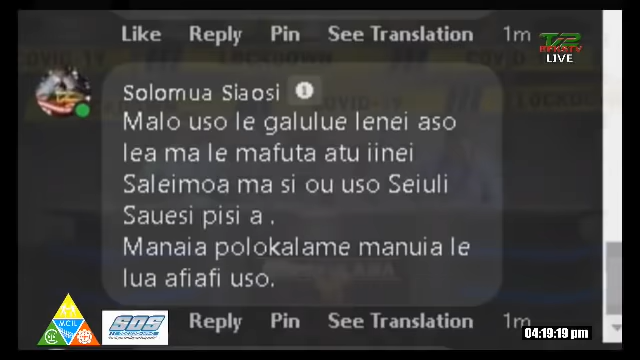 Like Reply Pin See Translation 1m
TV2
LIVE
Solomua Siaosi
Malo uso le galulue lenei aso
lea ma le mafuta atu iinei
Saleimoa ma si ou uso Seiuli
Sauesi pisi a .
Manaia polokalame manuia le
lua afiafi uso.
Reply Pin See Translation 1m
M.C.I.L
SOS
04:19:19 pm